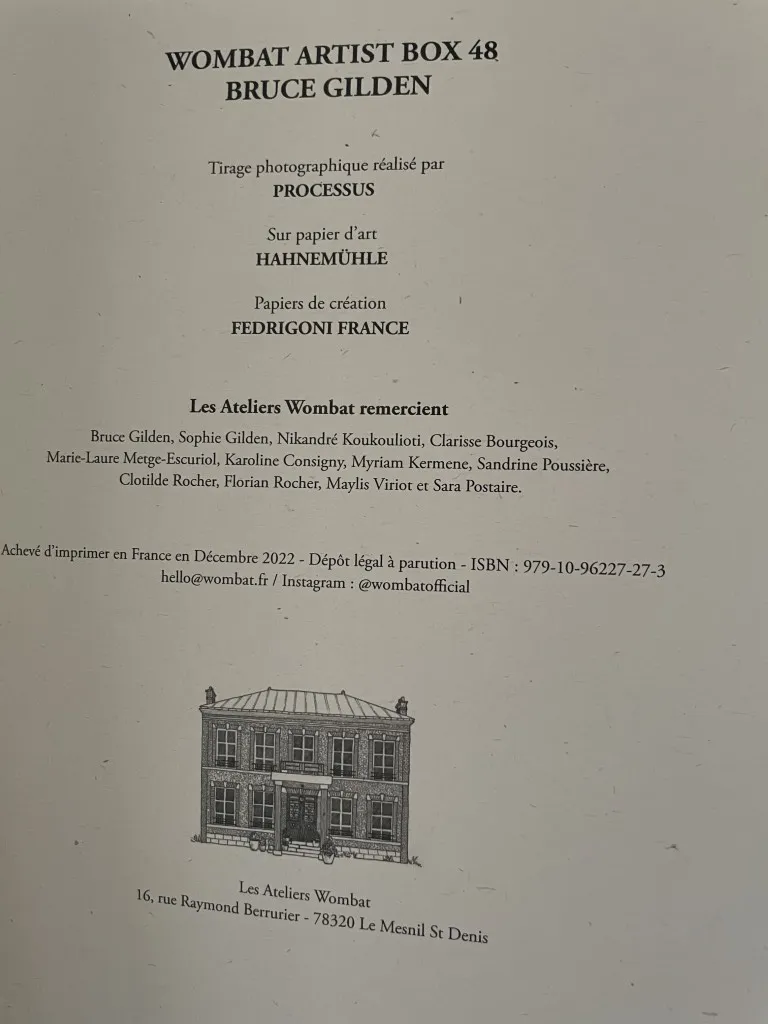 WOMBAT ARTIST BOX 48
BRUCE GILDEN
Tirage photographique réalisé par
PROCESSUS
Sur papier d'art
HAHNEMÜHLE
Papiers de création
FEDRIGONI FRANCE
Les Ateliers Wombat remercient
Bruce Gilden, Sophie Gilden, Nikandré Koukoulioti, Clarisse Bourgeois,
Marie-Laure Metge-Escuriol, Karoline Consigny, Myriam Kermene, Sandrine Poussière,
Clotilde Rocher, Florian Rocher, Maylis Viriot et Sara Postaire.
Achevé d'imprimer en France en Décembre 2022 - Dépôt légal à parution - ISBN : 979-10-96227-27-3
hello@wombat.fr / Instagram : @wombatofficial
Les Ateliers Wombat
16, rue Raymond Berrurier - 78320 Le Mesnil St Denis